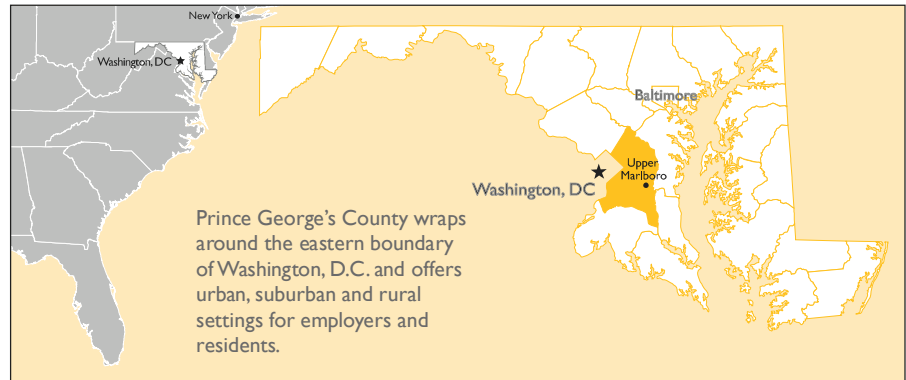 New York
Washington, DC
Baltimore
Upper
Marlboro
Washington, DC
Prince George's County wraps
around the eastern boundary
of Washington, D.C. and offers
urban, suburban and rural
settings for employers and
residents.